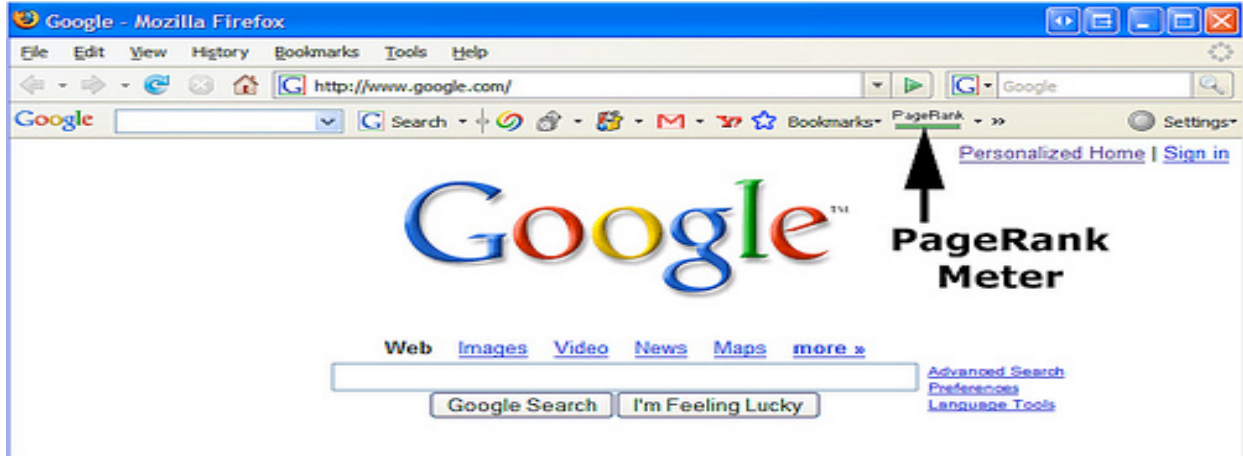 Google - Mozilla Firefox
File Edit View History Bookmarks Tools Help
G http://www.google.com/ G Google
Google G Search Bookmarks PageRank » Settings
Personalized Home | Sign in
Google TM
PageRank
Meter
Web Images Video News Maps more »
Advanced Search
Preferences
Language Tools
Google Search I'm Feeling Lucky